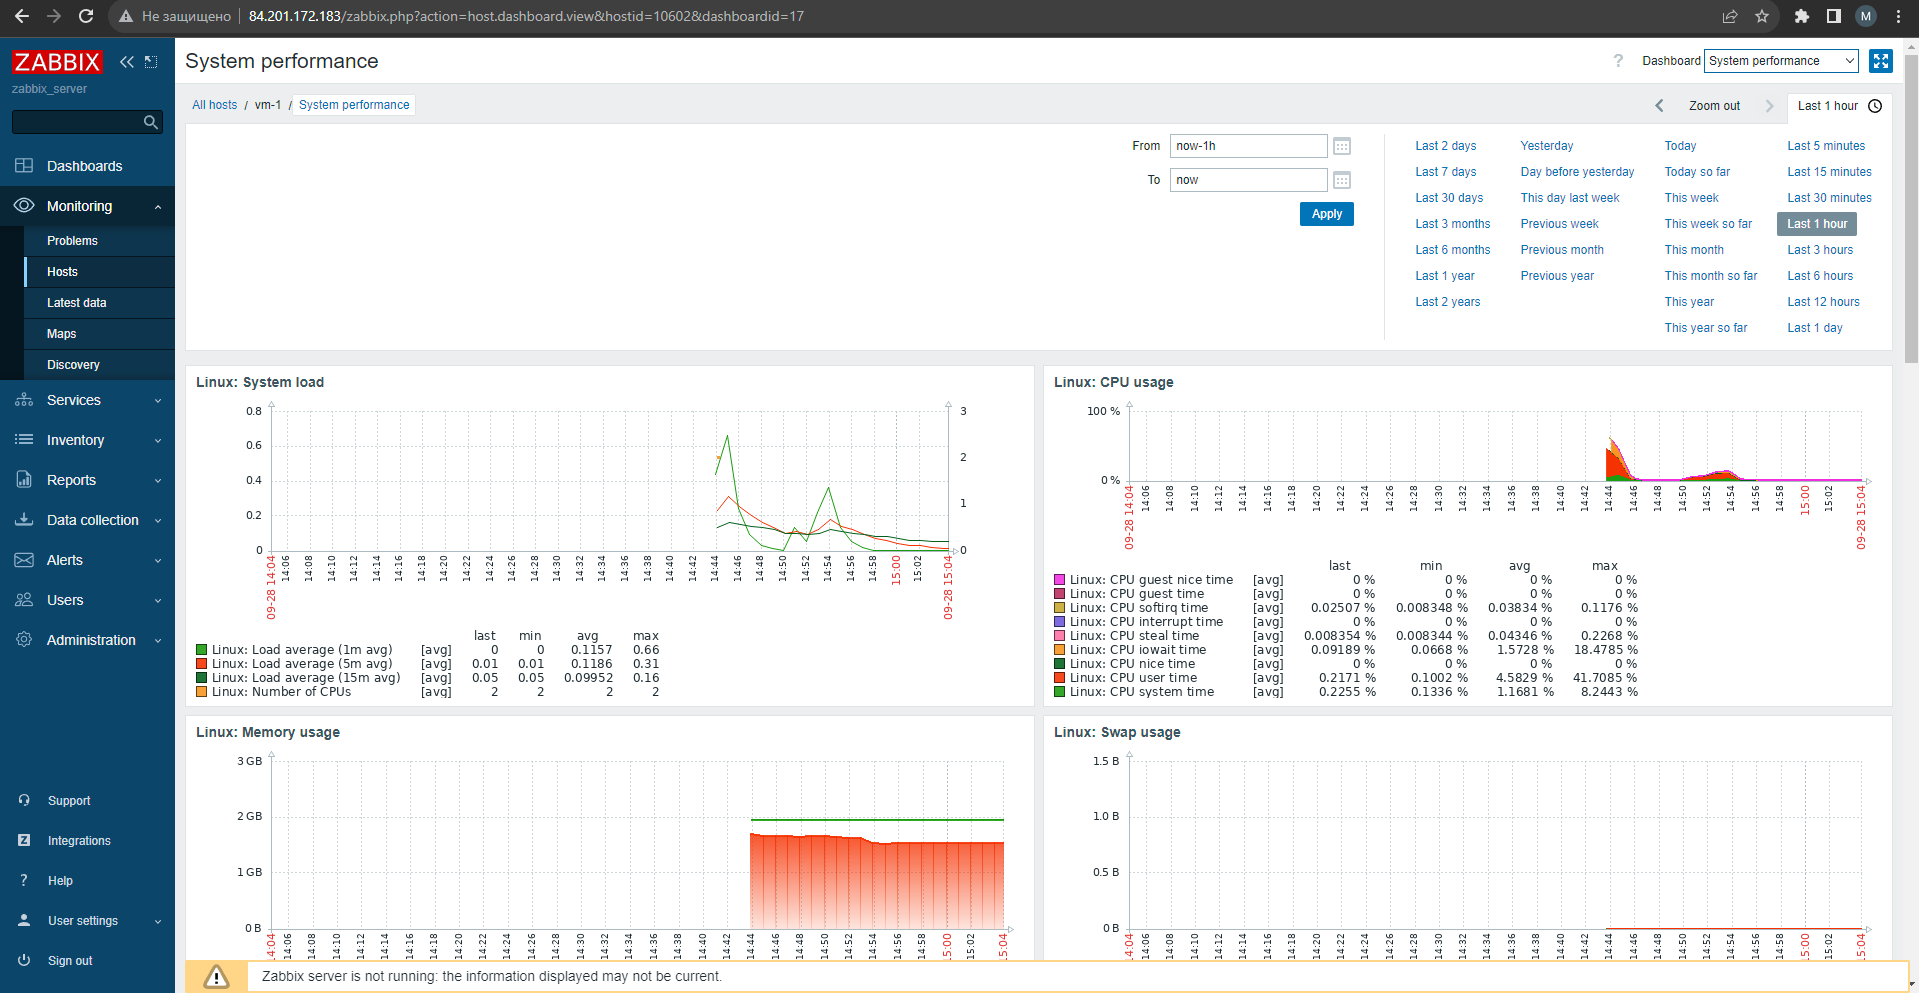 Не защищено 84.201.172.183/zabbix.php?action=host.dashboard.view&hostid=10602&dashboardid=17
M
ZABBIX
zabbix_server
Dashboards
Monitoring
Problems
Hosts
Latest data
Maps
Discovery
Services
Inventory
Reports
Data collection
Alerts
Users
Administration
Support
Z Integrations
? Help
User settings
Sign out
System performance
? Dashboard System performance
All hosts / vm-1 / System performance
Zoom out Last 1 hour
From now-1h
To now
Apply
Last 2 days Yesterday Today Last 5 minutes
Last 7 days Day before yesterday Today so far Last 15 minutes
Last 30 days This day last week This week Last 30 minutes
Last 3 months Previous week This week so far Last 1 hour
Last 6 months Previous month This month Last 3 hours
Last 1 year Previous year This month so far Last 6 hours
Last 2 years This year Last 12 hours
This year so far Last 1 day
Linux: System load
0.8 3
0.6
2
0.4
1
0.2
0 0
09-28 14:04 14:06 14:08 14:10 14:12 14:14 14:16 14:18 14:20 14:22 14:24 14:26 14:28 14:30 14:32 14:34 14:36 14:38 14:40 14:42 14:44 14:46 14:48 14:50 14:52 14:54 14:56 14:58 15:00 15:02 09-28 15:04
last min avg max
Linux: Load average (1m avg) [avg] 0 0 0.1157 0.66
Linux: Load average (5m avg) [avg] 0.01 0.01 0.1186 0.31
Linux: Load average (15m avg) [avg] 0.05 0.05 0.09952 0.16
Linux: Number of CPUs [avg] 2 2 2 2
Linux: CPU usage
100 %
0 %
09-28 14:04 14:06 14:08 14:10 14:12 14:14 14:16 14:18 14:20 14:22 14:24 14:26 14:28 14:30 14:32 14:34 14:36 14:38 14:40 14:42 14:44 14:46 14:48 14:50 14:52 14:54 14:56 14:58 15:00 15:02 09-28 15:04
last min avg max
Linux: CPU guest nice time [avg] 0 % 0 % 0 % 0 %
Linux: CPU guest time [avg] 0 % 0 % 0 % 0 %
Linux: CPU softirq time [avg] 0.02507 % 0.008348 % 0.03834 % 0.1176 %
Linux: CPU interrupt time [avg] 0 % 0 % 0 % 0 %
Linux: CPU steal time [avg] 0.008354 % 0.008344 % 0.04346 % 0.2268 %
Linux: CPU iowait time [avg] 0.09189 % 0.0668 % 1.5728 % 18.4785 %
Linux: CPU nice time [avg] 0 % 0 % 0 % 0 %
Linux: CPU user time [avg] 0.2171 % 0.1002 % 4.5829 % 41.7085 %
Linux: CPU system time [avg] 0.2255 % 0.1336 % 1.1681 % 8.2443 %
Linux: Memory usage
3 GB
2 GB
1 GB
0 B
14:04 14:06 14:08 14:10 14:12 14:14 14:16 14:18 14:20 14:22 14:24 14:26 14:28 14:30 14:32 14:34 14:36 14:38 14:40 14:42 14:44 14:46 14:48 14:50 14:52 14:54 14:56 14:58 15:00 15:02 15:04
Linux: Swap usage
1.5 B
1.0 B
0.5 B
0 B
14:04 14:06 14:08 14:10 14:12 14:14 14:16 14:18 14:20 14:22 14:24 14:26 14:28 14:30 14:32 14:34 14:36 14:38 14:40 14:42 14:44 14:46 14:48 14:50 14:52 14:54 14:56 14:58 15:00 15:02 15:04
Zabbix server is not running: the information displayed may not be current.